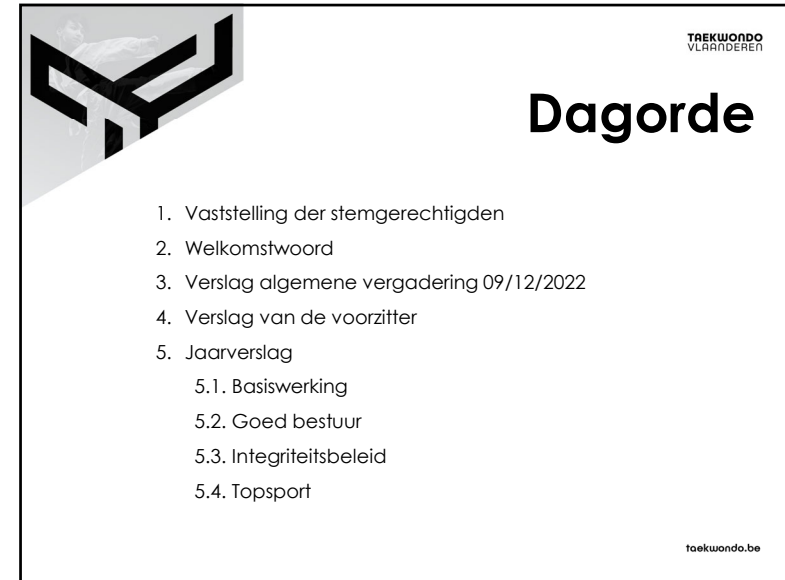 TAEKWONDO
VLAANDEREN
Dagorde
1. Vaststelling der stemgerechtigden
2. Welkomstwoord
3. Verslag algemene vergadering 09/12/2022
4. Verslag van de voorzitter
5. Jaarverslag
5.1. Basiswerking
5.2. Goed bestuur
5.3. Integriteitsbeleid
5.4. Topsport
taekwondo.be